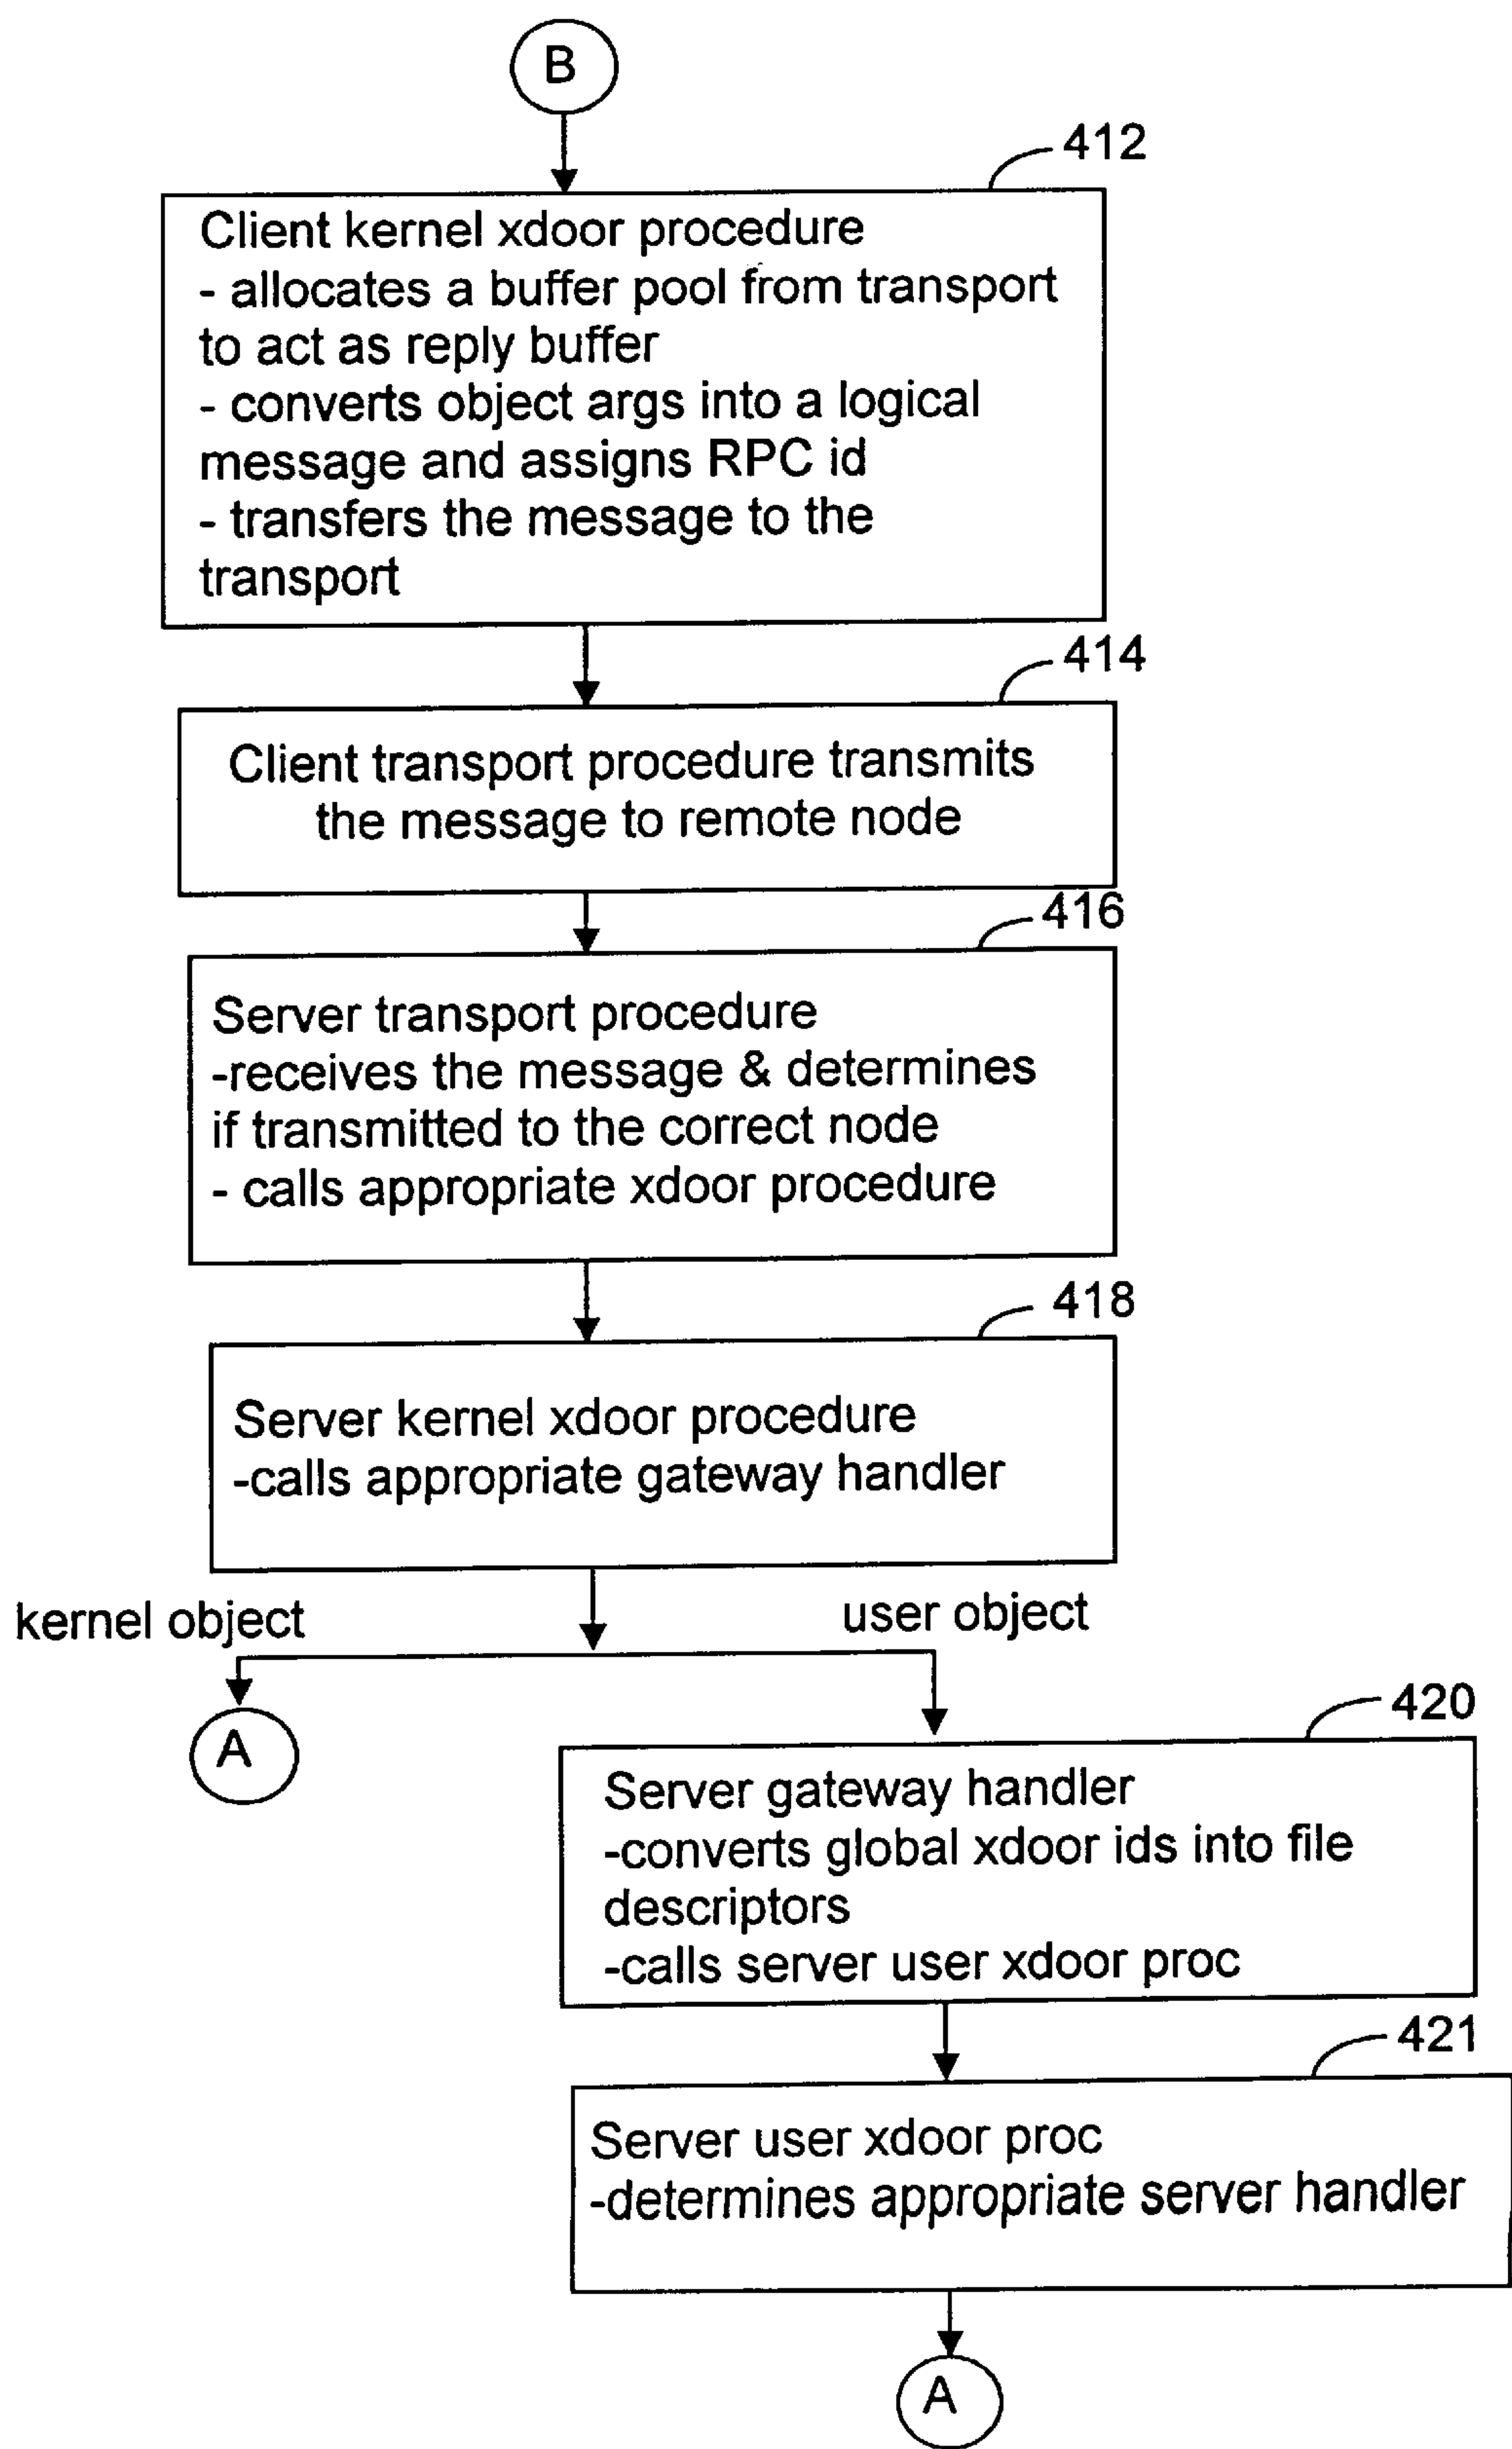 B
412
Client kernel xdoor procedure
- allocates a buffer pool from transport
to act as reply buffer
- converts object args into a logical
message and assigns RPC id
- transfers the message to the
transport
414
Client transport procedure transmits
the message to remote node
416
Server transport procedure
-receives the message & determines
if transmitted to the correct node
- calls appropriate xdoor procedure
418
Server kernel xdoor procedure
-calls appropriate gateway handler
kernel object
user object
A
420
Server gateway handler
-converts global xdoor ids into file
descriptors
-calls server user xdoor proc
421
Server user xdoor proc
-determines appropriate server handler
A